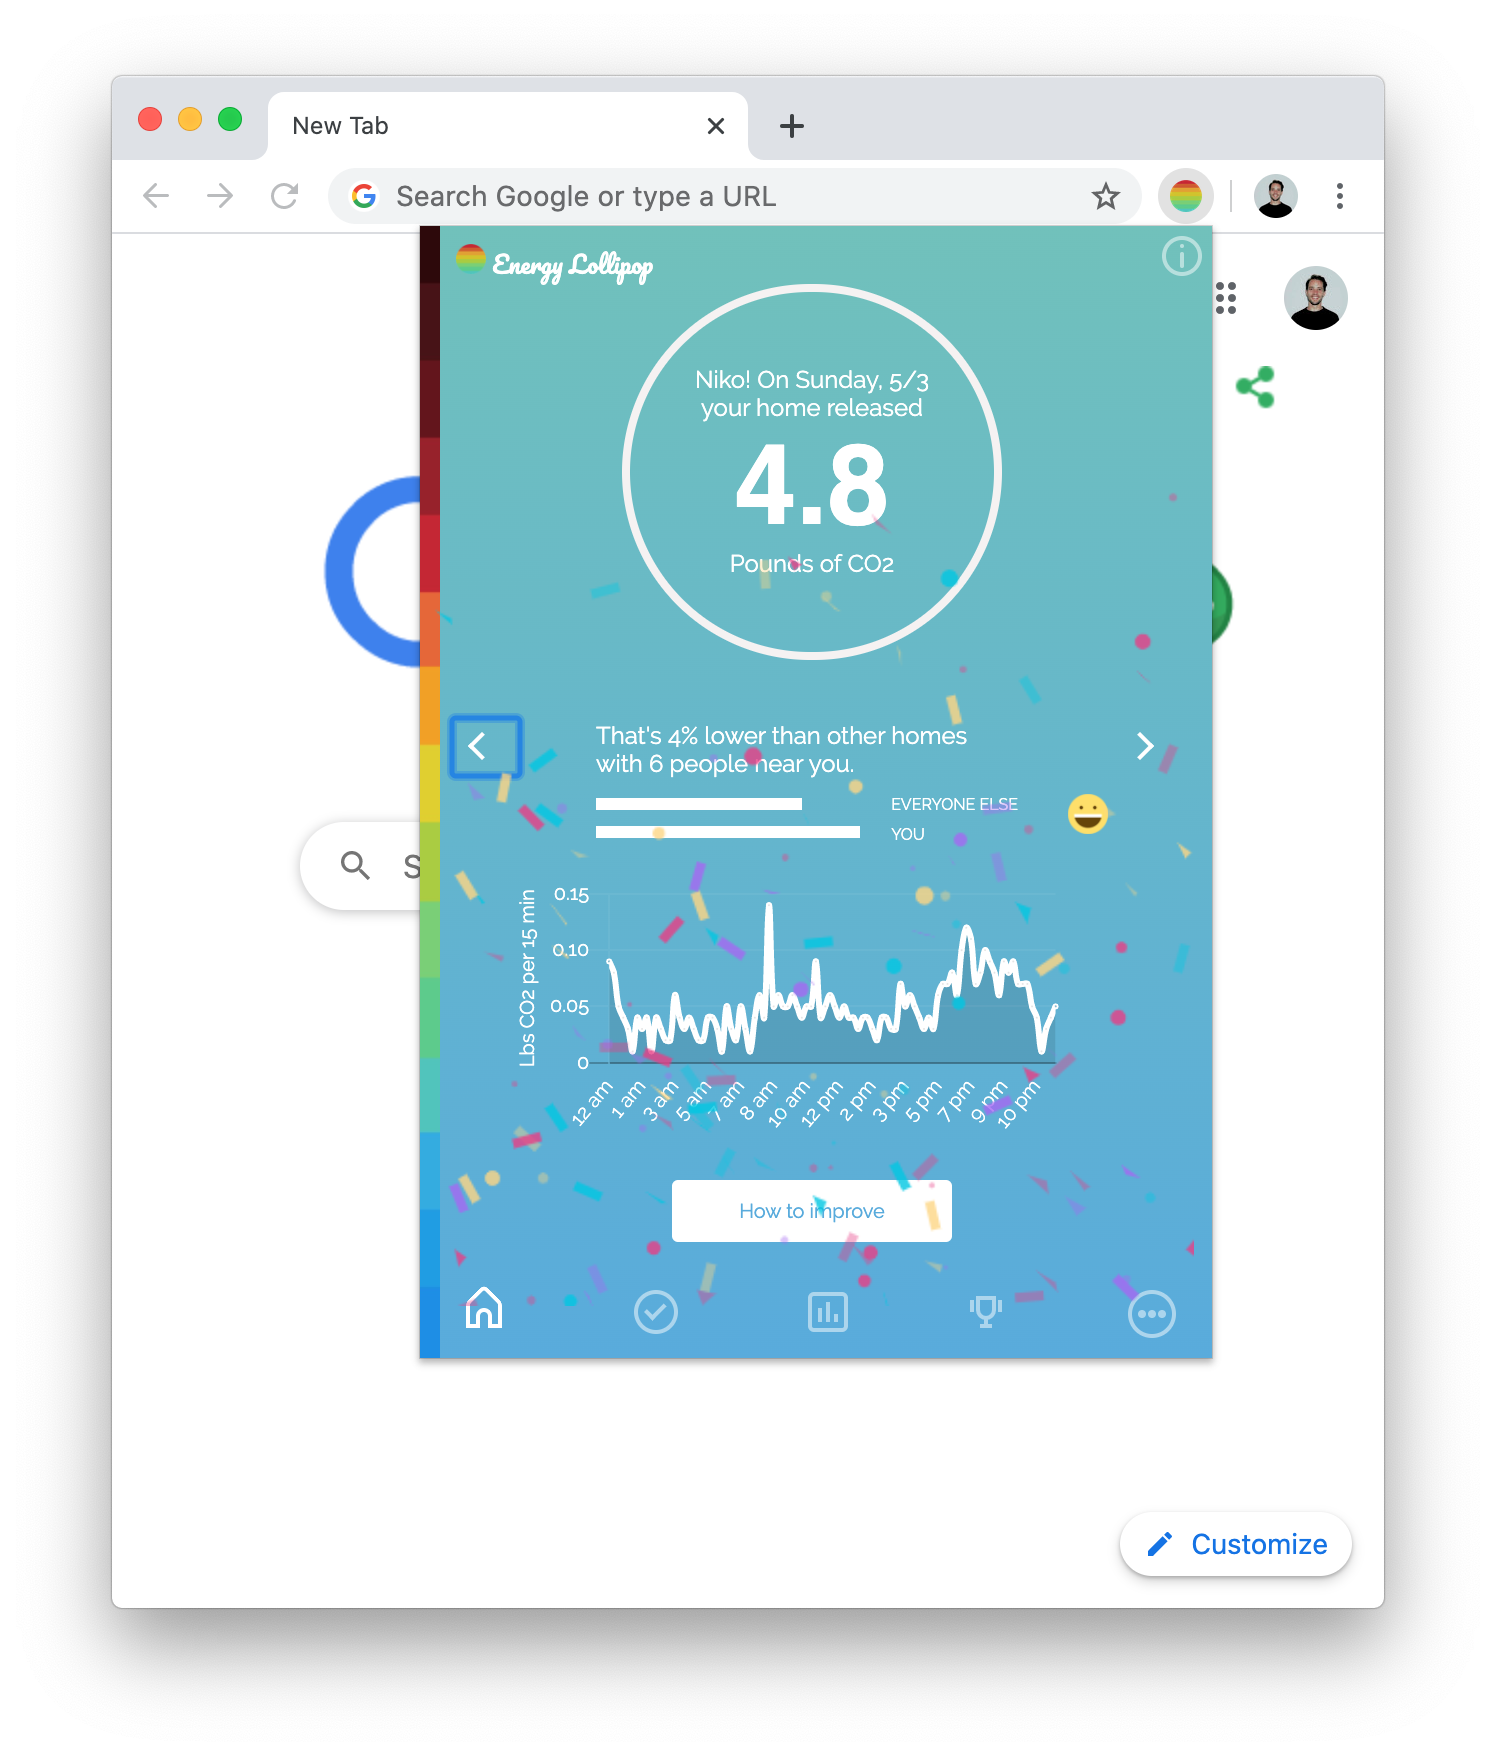 New Tab
Search Google or type a URL
Energy Lollipop
Niko! On Sunday, 5/3
your home released
4.8
Pounds of CO2
That's 4% lower than other homes
with 6 people near you.
EVERYONE ELSE
YOU
S
Lbs CO2 per 15 min
0.15
0.10
0.05
0
12 am
1 am
3 am
5 am
7 am
8 am
10 am
12 pm
2 pm
3 pm
5 pm
7 pm
9 pm
10 pm
How to improve
Customize